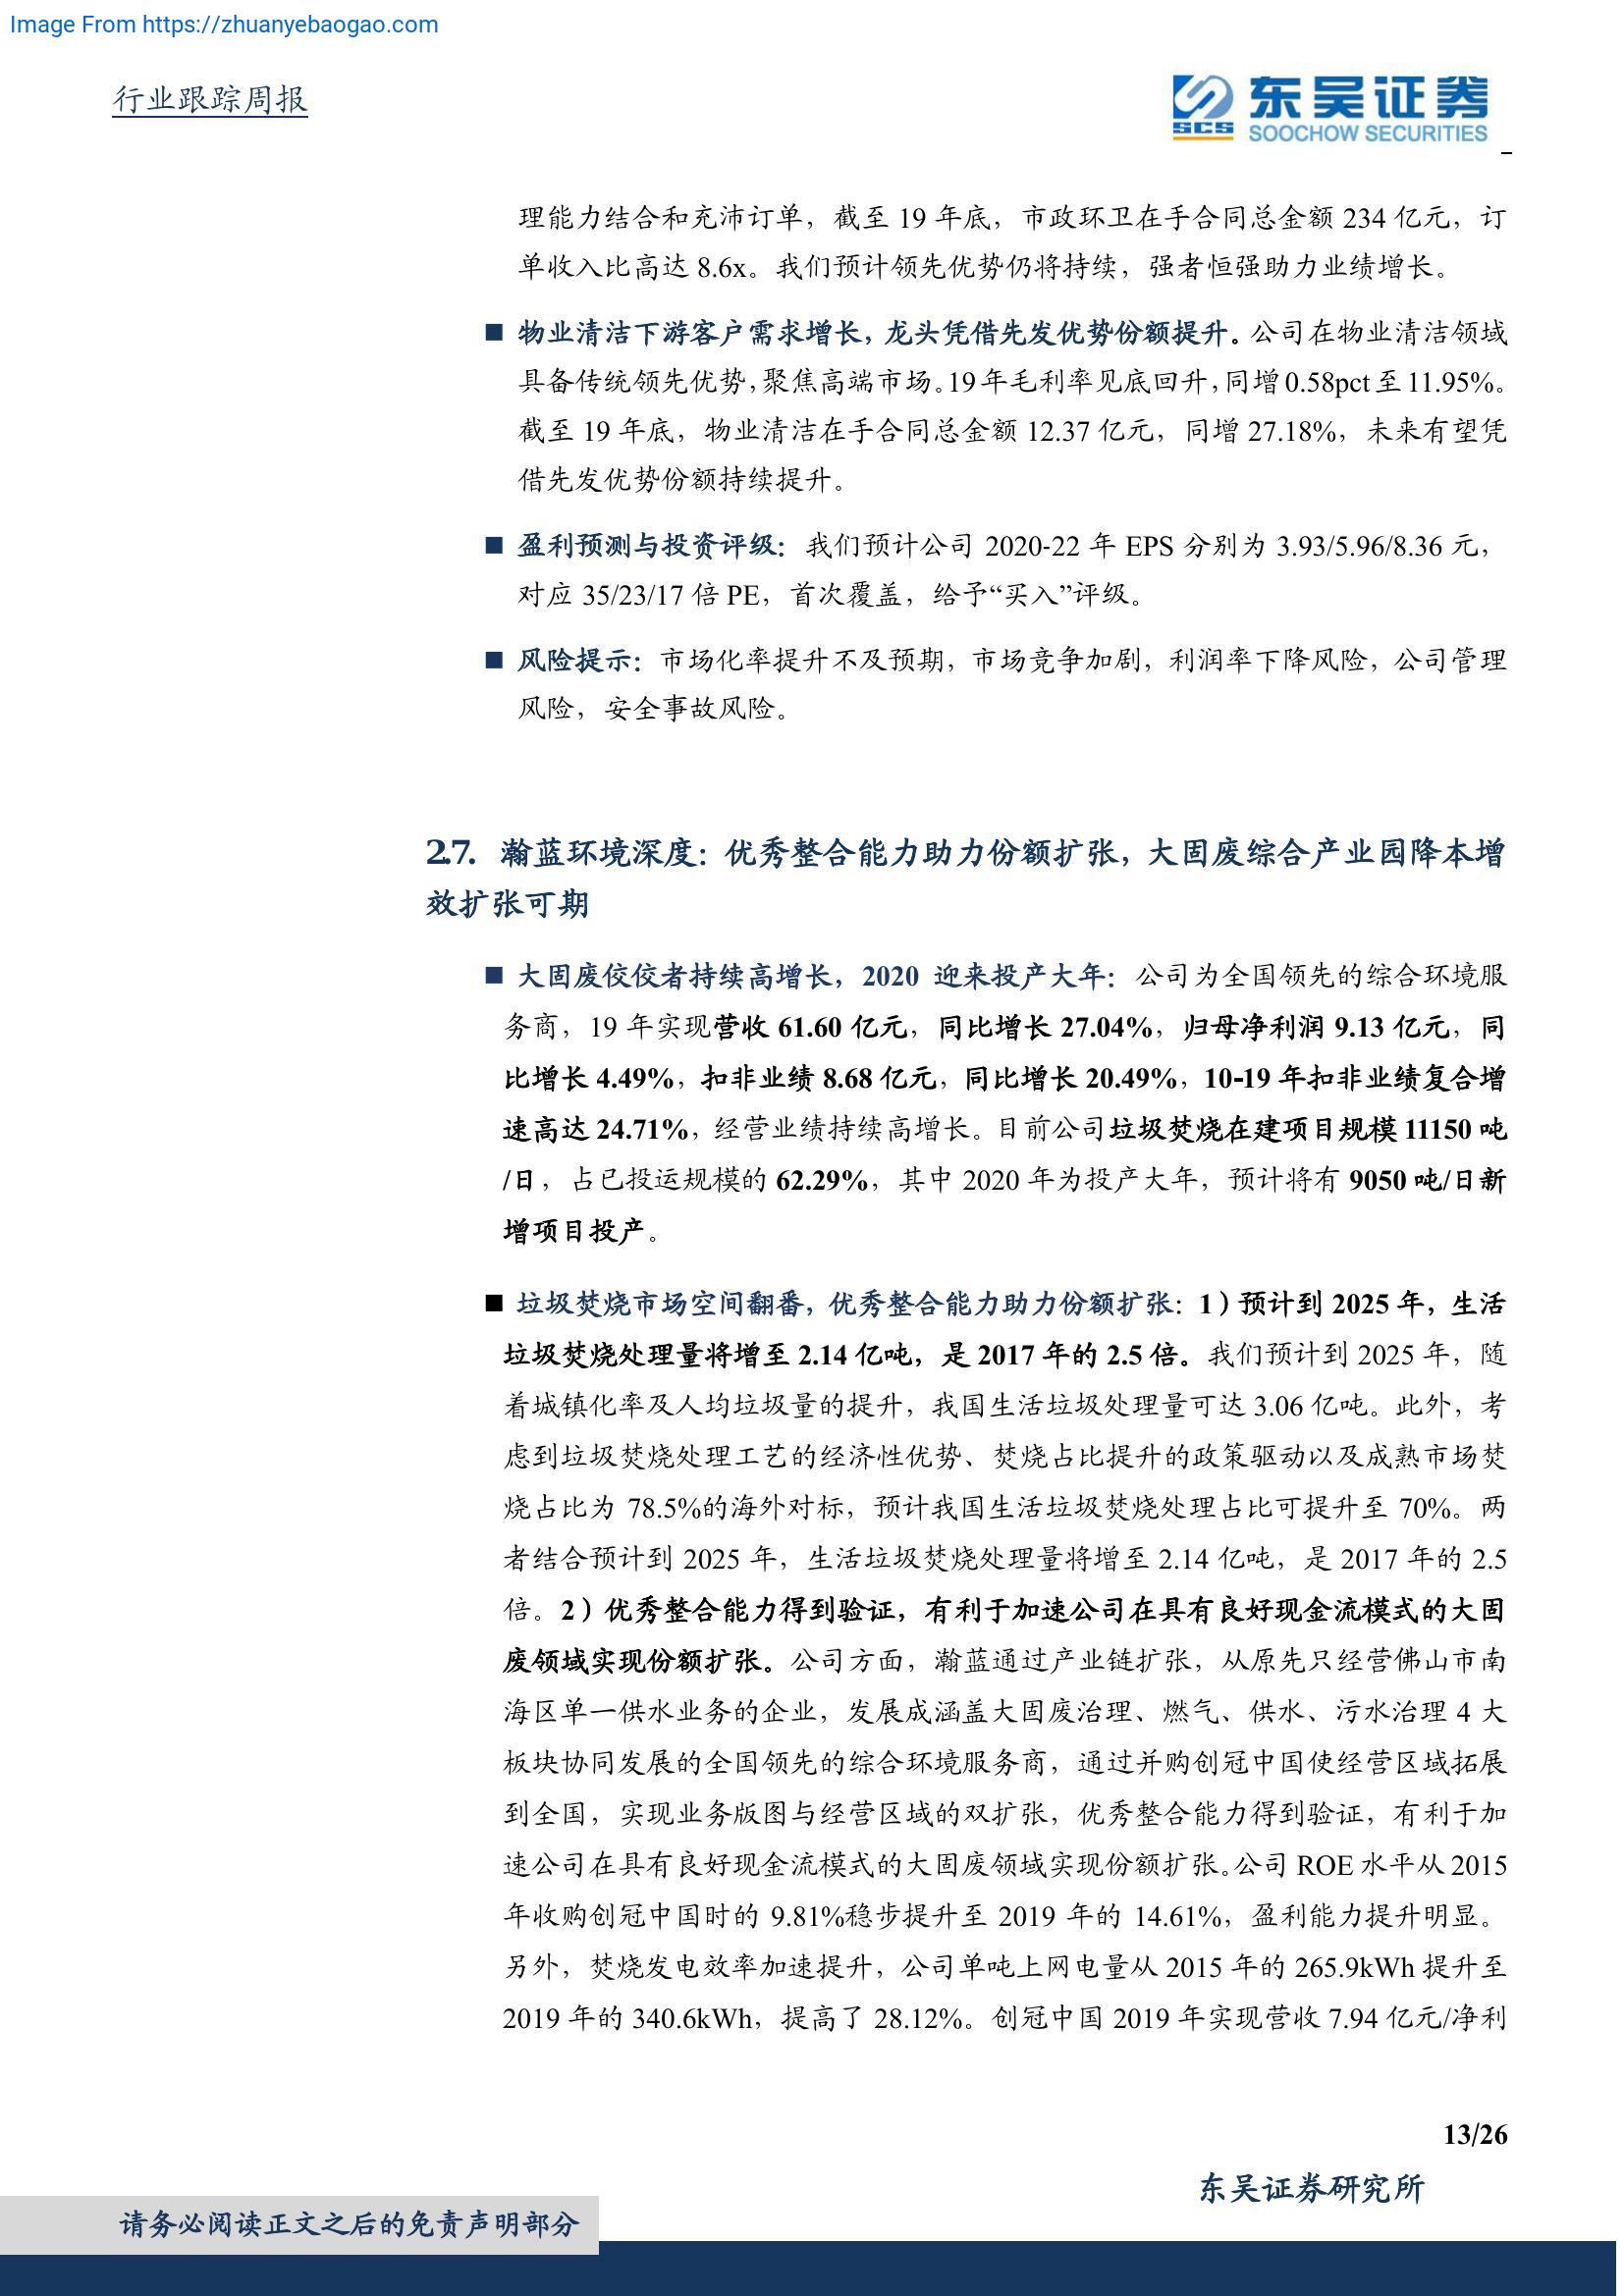 Image From https://zhuanyebaogao.com
行业跟踪周报
东吴证券
SCS
SOOCHOW SECURITIES
理能力结合和充沛订单，截至 19 年底，市政环卫在手合同总金额 234 亿元，订
单收入比高达 8.6x。我们预计领先优势仍将持续，强者恒强助力业绩增长。
■ 物业清洁下游客户需求增长，龙头凭借先发优势份额提升。公司在物业清洁领域
具备传统领先优势，聚焦高端市场。19 年毛利率见底回升，同增 0.58pct 至 11.95%。
截至 19 年底，物业清洁在手合同总金额 12.37 亿元，同增 27.18%，未来有望凭
借先发优势份额持续提升。
■ 盈利预测与投资评级：我们预计公司 2020-22 年 EPS 分别为 3.93/5.96/8.36 元，
对应 35/23/17 倍 PE，首次覆盖，给予“买入”评级。
■ 风险提示：市场化率提升不及预期，市场竞争加剧，利润率下降风险，公司管理
风险，安全事故风险。
2.7. 瀚蓝环境深度：优秀整合能力助力份额扩张，大固废综合产业园降本增
效扩张可期
■ 大固废佼佼者持续高增长，2020 迎来投产大年：公司为全国领先的综合环境服
务商，19 年实现营收 61.60 亿元，同比增长 27.04%，归母净利润 9.13 亿元，同
比增长 4.49%，扣非业绩 8.68 亿元，同比增长 20.49%，10-19 年扣非业绩复合增
速高达 24.71%，经营业绩持续高增长。目前公司垃圾焚烧在建项目规模 11150 吨
/日，占已投运规模的 62.29%，其中 2020 年为投产大年，预计将有 9050 吨/日新
增项目投产。
■ 垃圾焚烧市场空间翻番，优秀整合能力助力份额扩张：1）预计到 2025 年，生活
垃圾焚烧处理量将增至 2.14 亿吨，是 2017 年的 2.5 倍。我们预计到 2025 年，随
着城镇化率及人均垃圾量的提升，我国生活垃圾处理量可达 3.06 亿吨。此外，考
虑到垃圾焚烧处理工艺的经济性优势、焚烧占比提升的政策驱动以及成熟市场焚
烧占比为 78.5%的海外对标，预计我国生活垃圾焚烧处理占比可提升至 70%。两
者结合预计到 2025 年，生活垃圾焚烧处理量将增至 2.14 亿吨，是 2017 年的 2.5
倍。2）优秀整合能力得到验证，有利于加速公司在具有良好现金流模式的大固
废领域实现份额扩张。公司方面，瀚蓝通过产业链扩张，从原先只经营佛山市南
海区单一供水业务的企业，发展成涵盖大固废治理、燃气、供水、污水治理 4 大
板块协同发展的全国领先的综合环境服务商，通过并购创冠中国使经营区域拓展
到全国，实现业务版图与经营区域的双扩张，优秀整合能力得到验证，有利于加
速公司在具有良好现金流模式的大固废领域实现份额扩张。公司 ROE 水平从 2015
年收购创冠中国时的 9.81%稳步提升至 2019 年的 14.61%，盈利能力提升明显。
另外，焚烧发电效率加速提升，公司单吨上网电量从 2015 年的 265.9kWh 提升至
2019 年的 340.6kWh，提高了 28.12%。创冠中国 2019 年实现营收 7.94 亿元/净利
13/26
东吴证券研究所
请务必阅读正文之后的免责声明部分